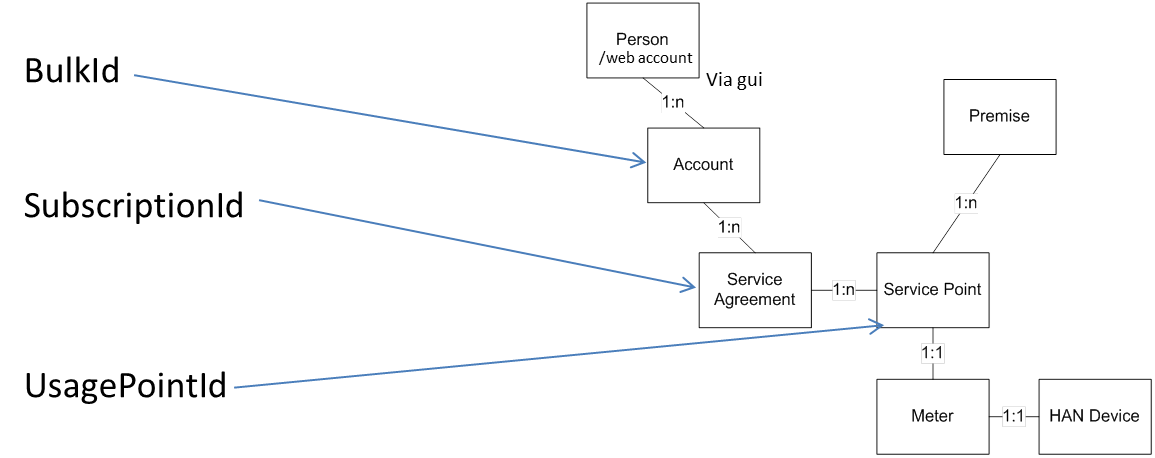 BulkId
SubscriptionId
UsagePointId
Person
/web account
Via gui
1:n
Account
1:n
Service
Agreement
1:n
Service Point
Premise
1:n
1:1
Meter
1:1
HAN Device